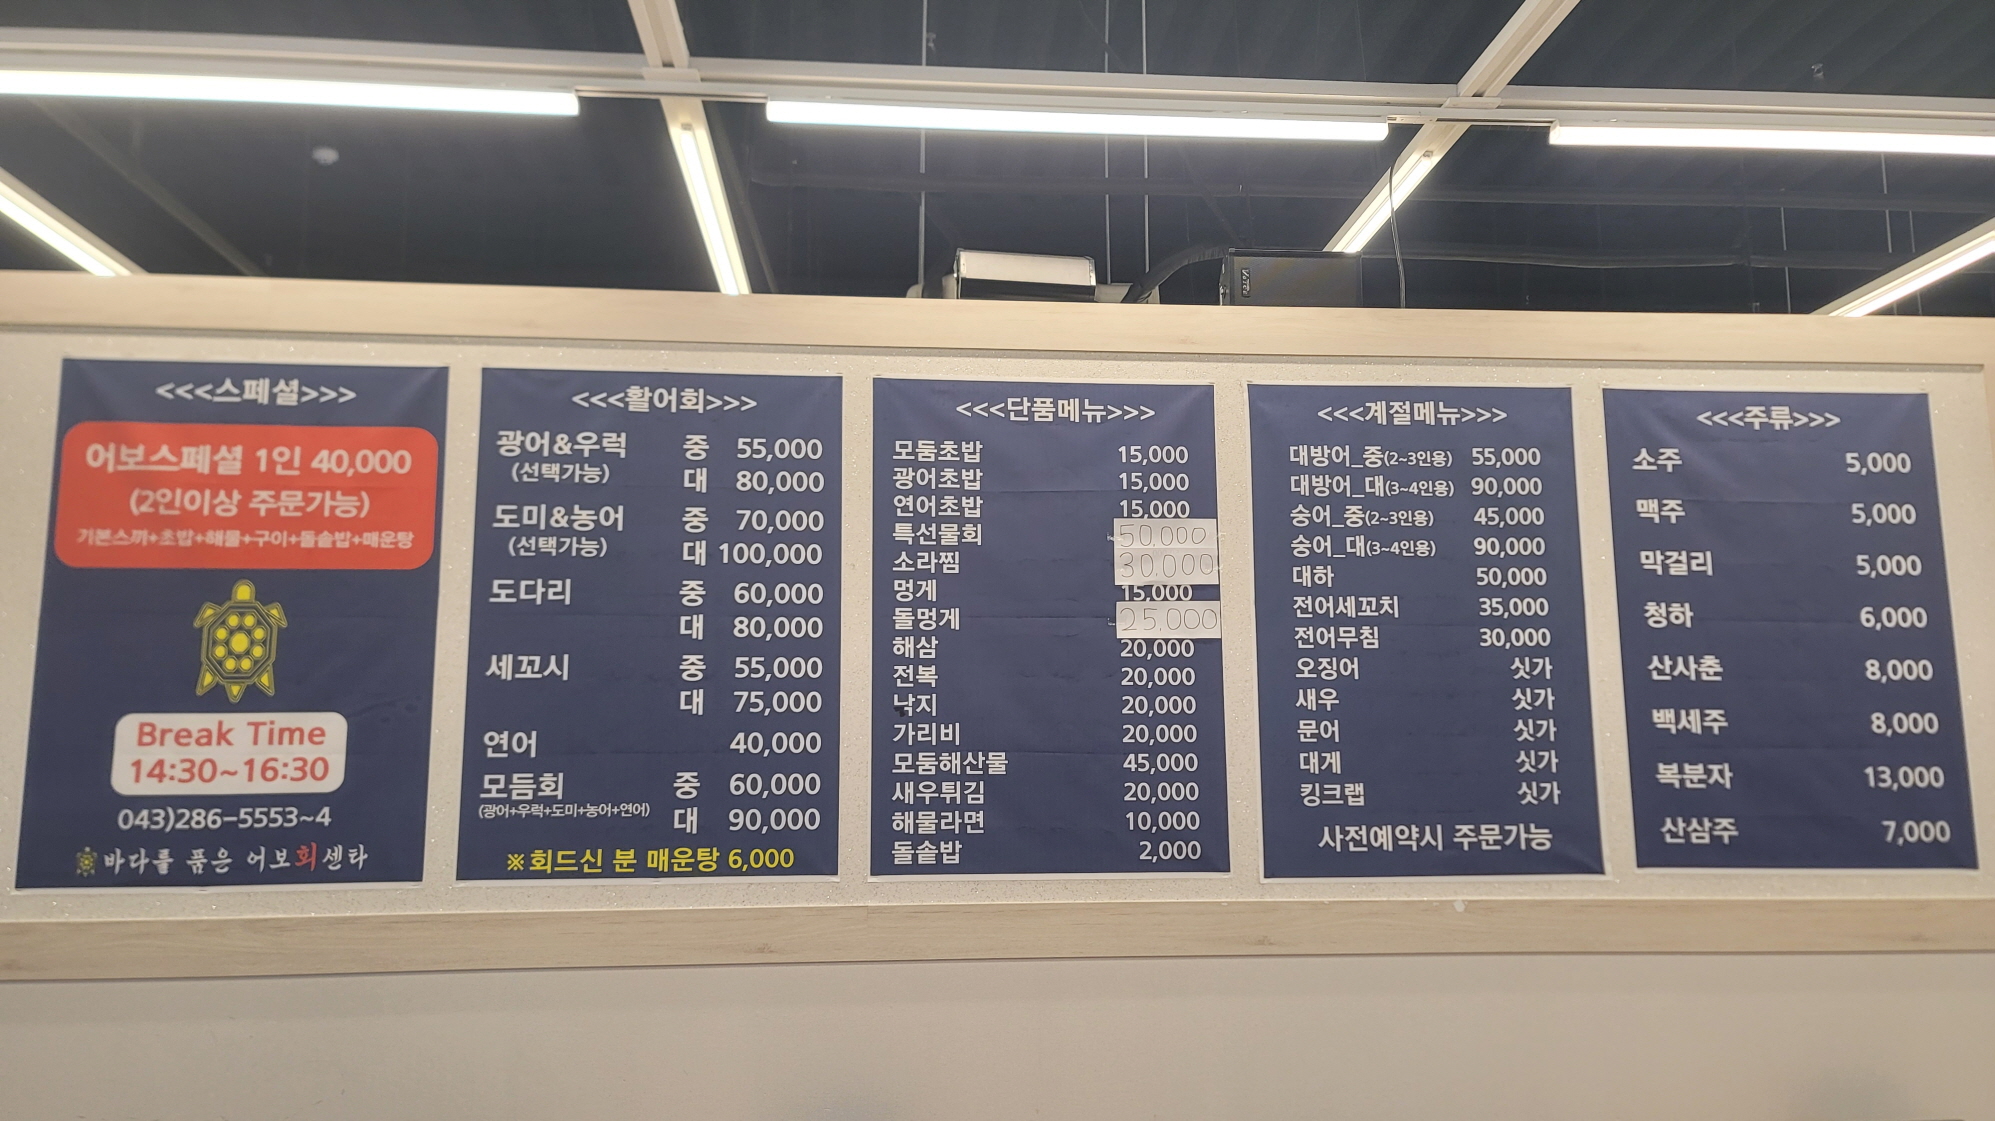 <<<스페셜>>>
어보스페셜 1인 40,000
(2인이상 주문가능)
기본스끼+초밥+해물+구이+돌솥밥+매운탕
Break Time
14:30~16:30
043)286-5553~4
바다를 품은 어보회센타
<<<활어회>>>
광어&우럭 중 55,000
(선택가능) 대 80,000
도미&농어 중 70,000
(선택가능) 대 100,000
도다리 중 60,000
대 80,000
세꼬시 중 55,000
대 75,000
연어 40,000
모듬회 중 60,000
(광어+우럭+도미+농어+연어) 대 90,000
※회드신 분 매운탕 6,000
<<<단품메뉴>>>
모둠초밥 15,000
광어초밥 15,000
연어초밥 15,000
특선물회 50,000
소라찜 30,000
멍게 15,000
돌멍게 25,000
해삼 20,000
전복 20,000
낙지 20,000
가리비 20,000
모둠해산물 45,000
새우튀김 20,000
해물라면 10,000
돌솥밥 2,000
<<<계절메뉴>>>
대방어_중(2~3인용) 55,000
대방어_대(3~4인용) 90,000
숭어_중(2~3인용) 45,000
숭어_대(3~4인용) 90,000
대하 50,000
전어세꼬치 35,000
전어무침 30,000
오징어 싯가
새우 싯가
문어 싯가
대게 싯가
킹크랩 싯가
사전예약시 주문가능
<<<주류>>>
소주 5,000
맥주 5,000
막걸리 5,000
청하 6,000
산사춘 8,000
백세주 8,000
복분자 13,000
산삼주 7,000